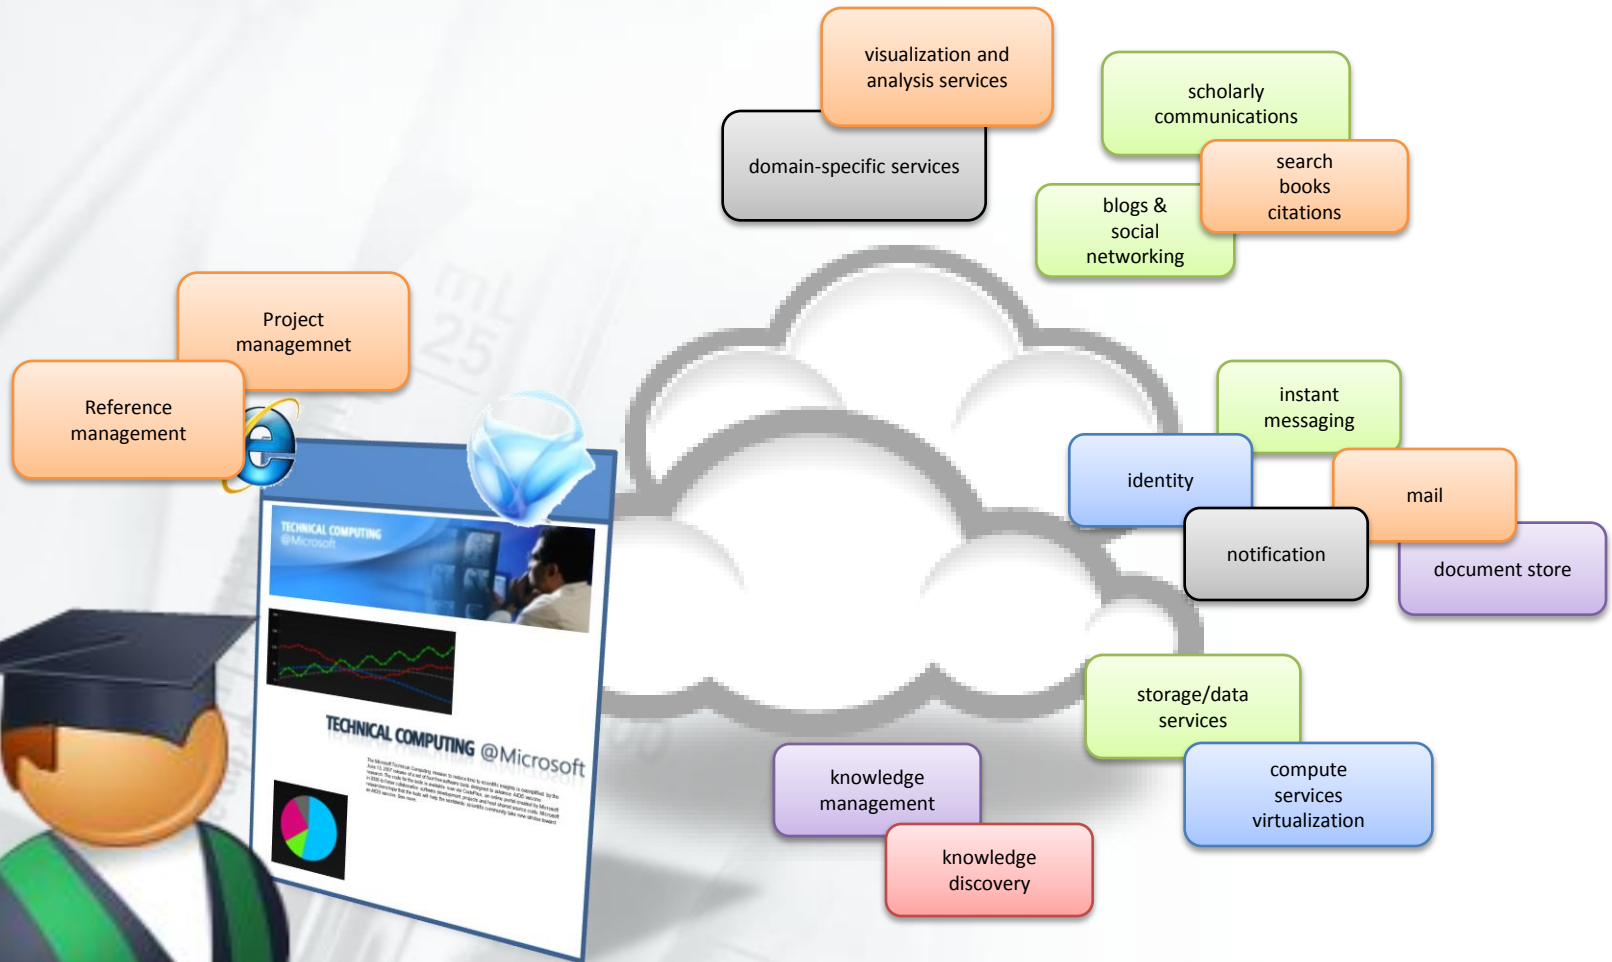 visualization and
analysis services
domain-specific services
scholarly
communications
search
books
citations
blogs &
social
networking
Project
managemnet
Reference
management
mL
25
instant
messaging
identity
mail
notification
document store
storage/data
services
compute
services
virtualization
knowledge
management
knowledge
discovery
TECHNICAL COMPUTING
@Microsoft
TECHNICAL COMPUTING @Microsoft